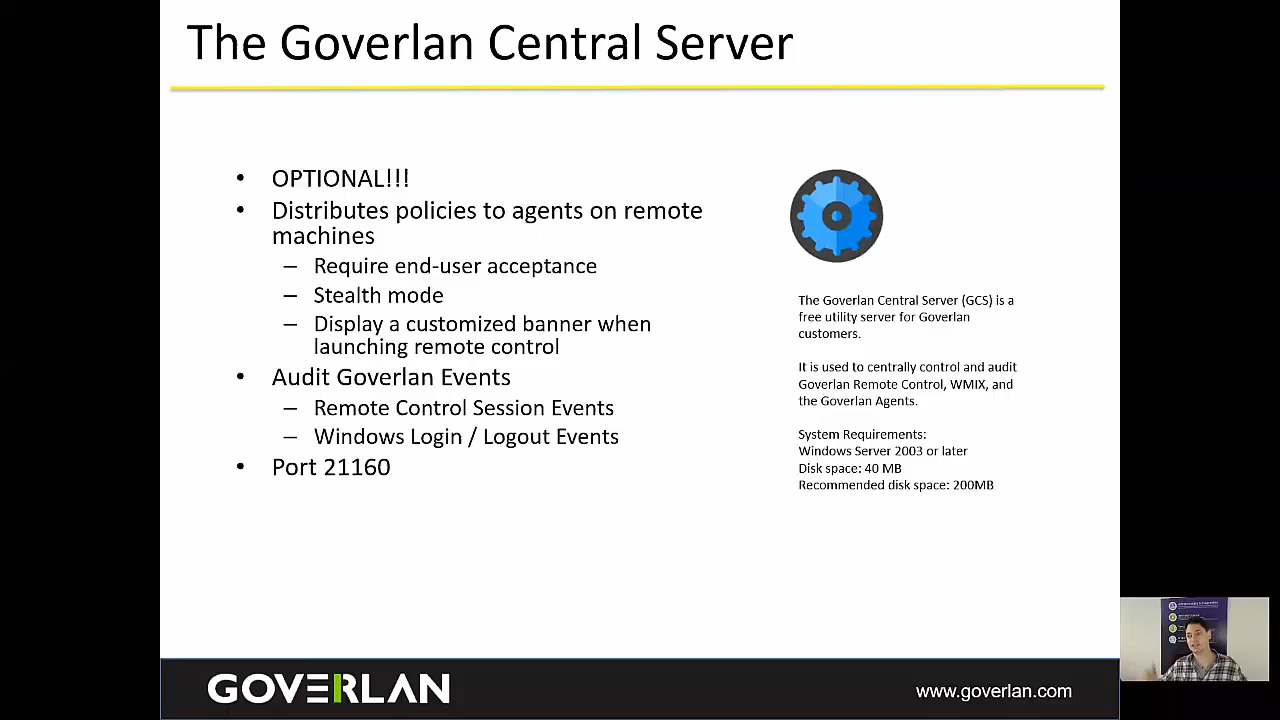 The Goverlan Central Server
• OPTIONAL!!!
• Distributes policies to agents on remote
machines
– Require end-user acceptance
– Stealth mode
– Display a customized banner when
launching remote control
• Audit Goverlan Events
– Remote Control Session Events
– Windows Login / Logout Events
• Port 21160
The Goverlan Central Server (GCS) is a
free utility server for Goverlan
customers.
It is used to centrally control and audit
Goverlan Remote Control, WMIX, and
the Goverlan Agents.
System Requirements:
Windows Server 2003 or later
Disk space: 40 MB
Recommended disk space: 200MB
GOVERLAN
www.goverlan.com